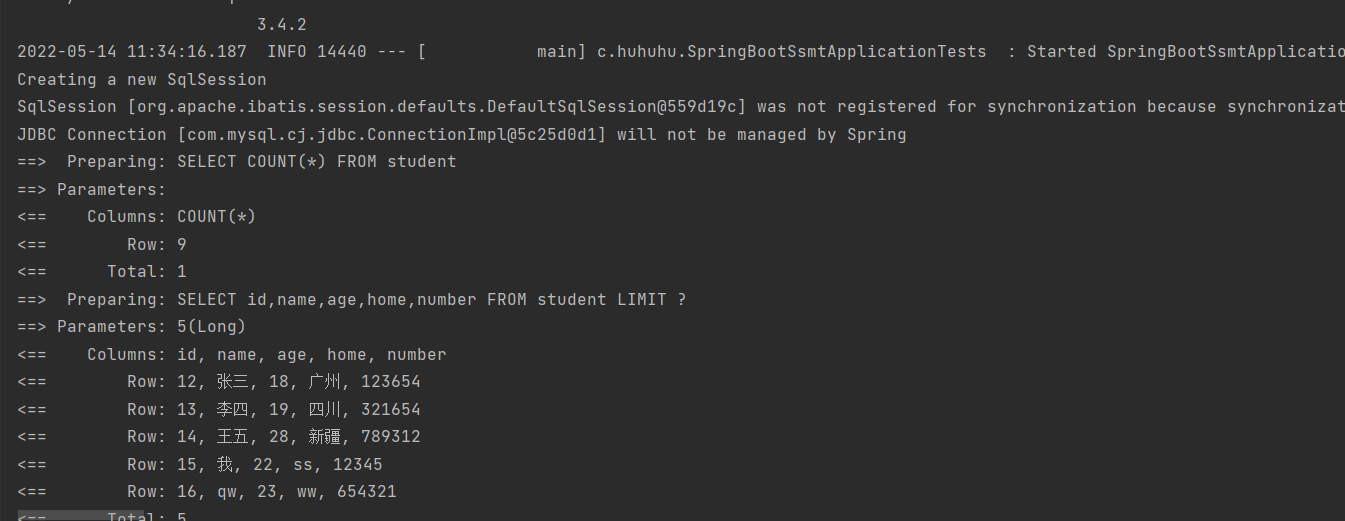 3.4.2
2022-05-14 11:34:16.187  INFO 14440 --- [           main] c.huhuhu.SpringBootSsmtApplicationTests  : Started SpringBootSsmtApplicatio
Creating a new SqlSession
SqlSession [org.apache.ibatis.session.defaults.DefaultSqlSession@559d19c] was not registered for synchronization because synchronizat
JDBC Connection [com.mysql.cj.jdbc.ConnectionImpl@5c25d0d1] will not be managed by Spring
==>  Preparing: SELECT COUNT(*) FROM student
==> Parameters:
<==    Columns: COUNT(*)
<==        Row: 9
<==      Total: 1
==>  Preparing: SELECT id,name,age,home,number FROM student LIMIT ?
==> Parameters: 5(Long)
<==    Columns: id, name, age, home, number
<==        Row: 12, 张三, 18, 广州, 123654
<==        Row: 13, 李四, 19, 四川, 321654
<==        Row: 14, 王五, 28, 新疆, 789312
<==        Row: 15, 我, 22, ss, 12345
<==        Row: 16, qw, 23, ww, 654321
<==      Total: 5